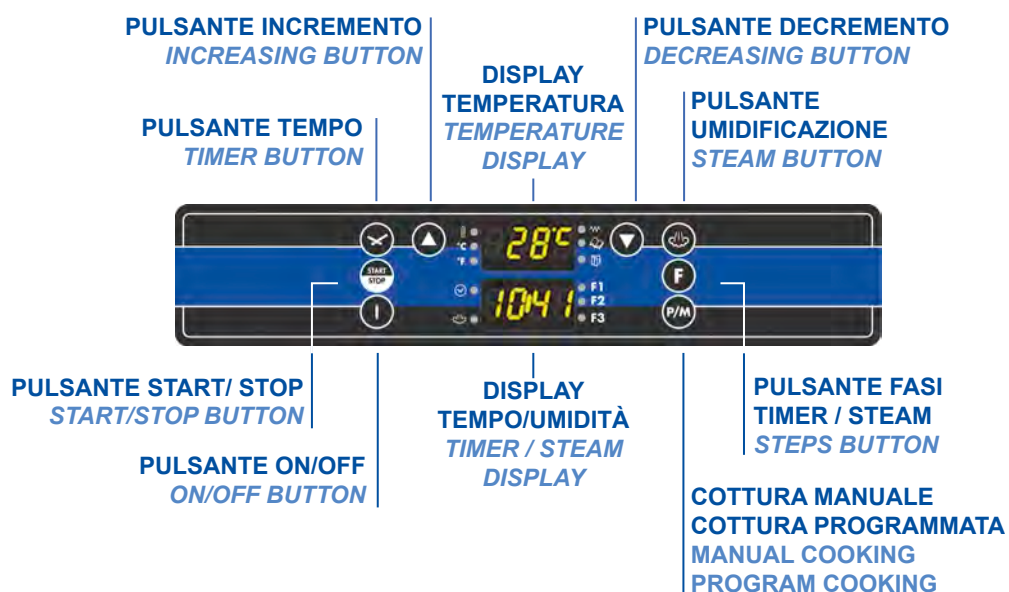 PULSANTE INCREMENTO
INCREASING BUTTON
PULSANTE DECREMENTO
DECREASING BUTTON
DISPLAY
TEMPERATURA
TEMPERATURE
DISPLAY
PULSANTE TEMPO
TIMER BUTTON
PULSANTE
UMIDIFICAZIONE
STEAM BUTTON
°C
°F
28°C
START
STOP
F
I
10:41
F1
F2
F3
P/M
PULSANTE START/ STOP
START/STOP BUTTON
PULSANTE ON/OFF
ON/OFF BUTTON
DISPLAY
TEMPO/UMIDITÀ
TIMER / STEAM
DISPLAY
PULSANTE FASI
TIMER / STEAM
STEPS BUTTON
COTTURA MANUALE
COTTURA PROGRAMMATA
MANUAL COOKING
PROGRAM COOKING